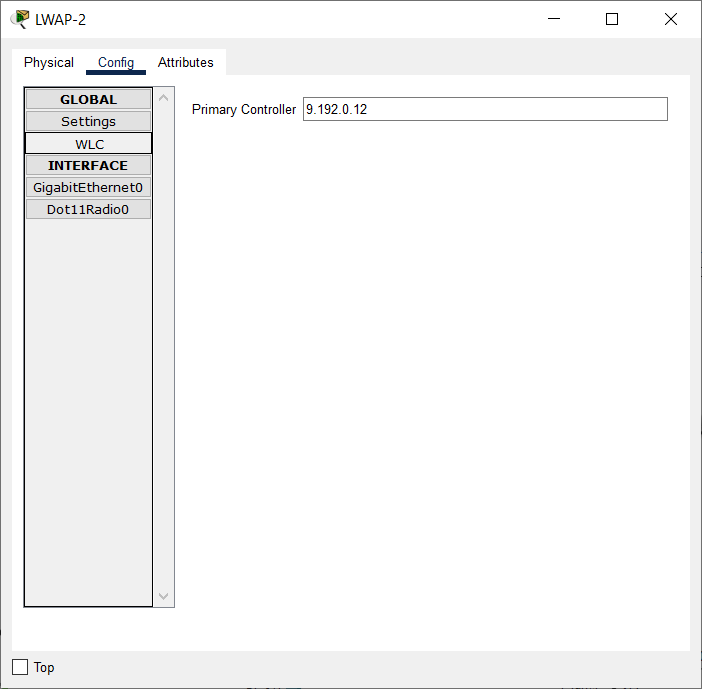 LWAP-2
Physical Config Attributes
GLOBAL
Settings
WLC
INTERFACE
GigabitEthernet0
Dot11Radio0
Primary Controller 9.192.0.12
Top